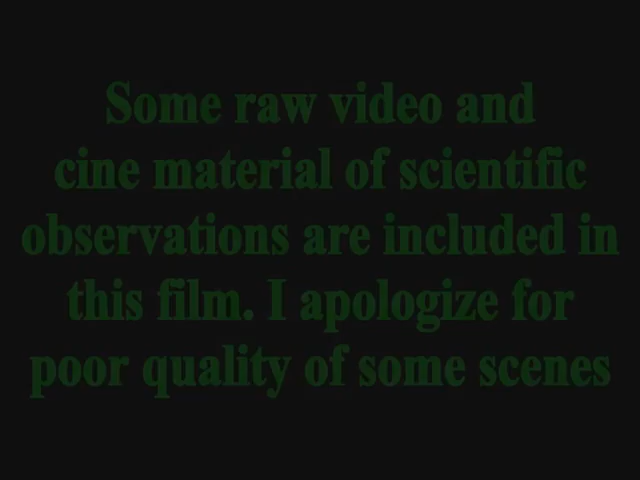 Some raw video and
cine material of scientific
observations are included in
this film. I apologize for
poor quality of some scenes